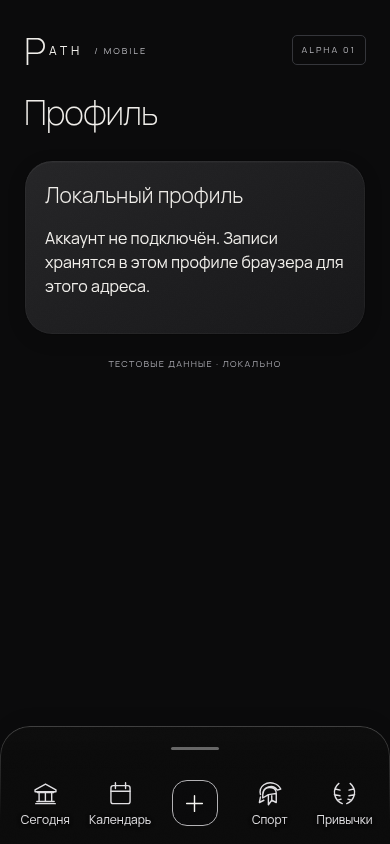 PATH / MOBILE
ALPHA 01
Профиль
Локальный профиль
Аккаунт не подключён. Записи
хранятся в этом профиле браузера для
этого адреса.
ТЕСТОВЫЕ ДАННЫЕ · ЛОКАЛЬНО
Сегодня
Календарь
Спорт
Привычки